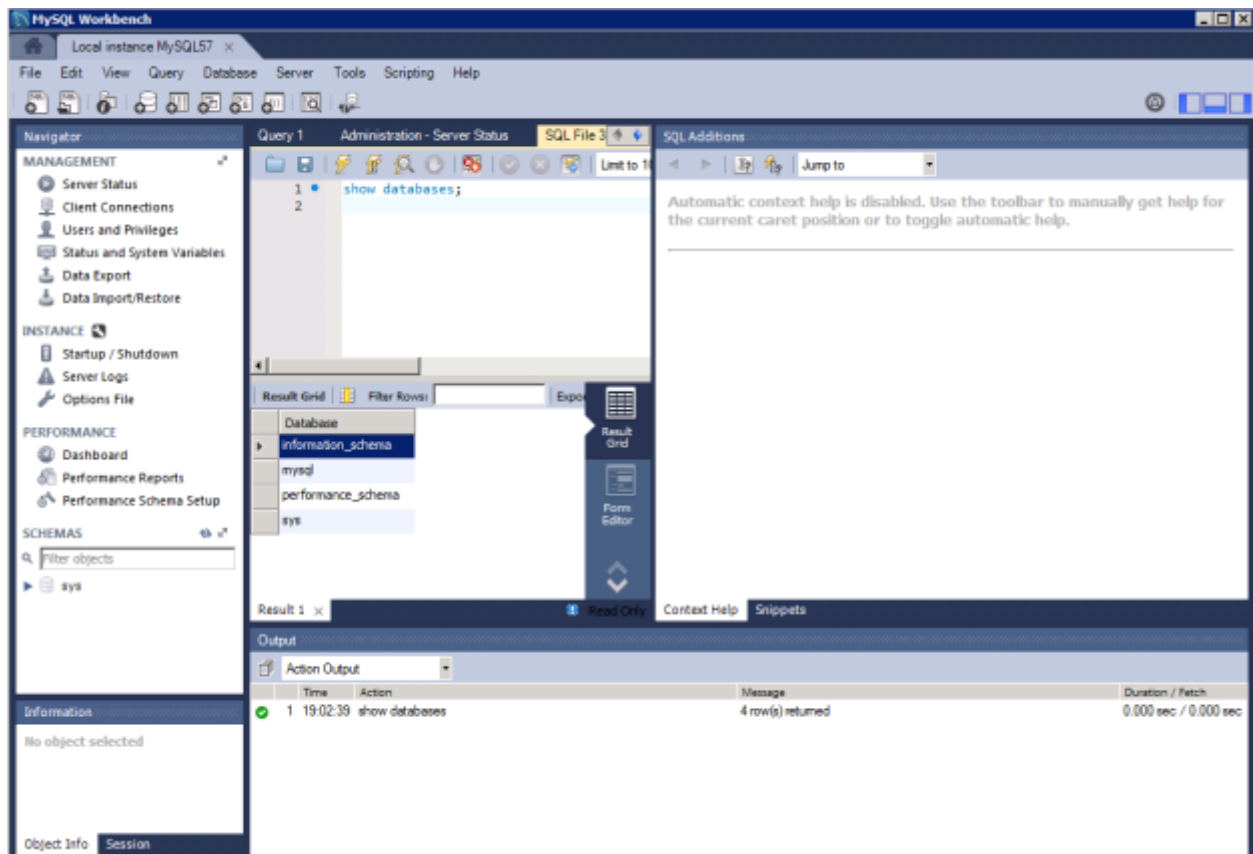 MySQL Workbench
Local instance MySQL57
File Edit View Query Database Server Tools Scripting Help
Navigator
MANAGEMENT
Server Status
Client Connections
Users and Privileges
Status and System Variables
Data Export
Data Import/Restore
INSTANCE
Startup / Shutdown
Server Logs
Options File
PERFORMANCE
Dashboard
Performance Reports
Performance Schema Setup
SCHEMAS
Filter objects
sys
Information
No object selected
Object Info Session
Query 1 Administration - Server Status SQL File 3
Limit to 10
1 show databases;
2
Result Grid Filter Rows: Expo
Database
information_schema
mysql
performance_schema
sys
Result Grid
Form Editor
Result 1 Read Only
SQL Additions
Jump to
Automatic context help is disabled. Use the toolbar to manually get help for
the current caret position or to toggle automatic help.
Context Help Snippets
Output
Action Output
Time Action Message Duration / Fetch
1 19:02:39 show databases 4 row(s) returned 0.000 sec / 0.000 sec